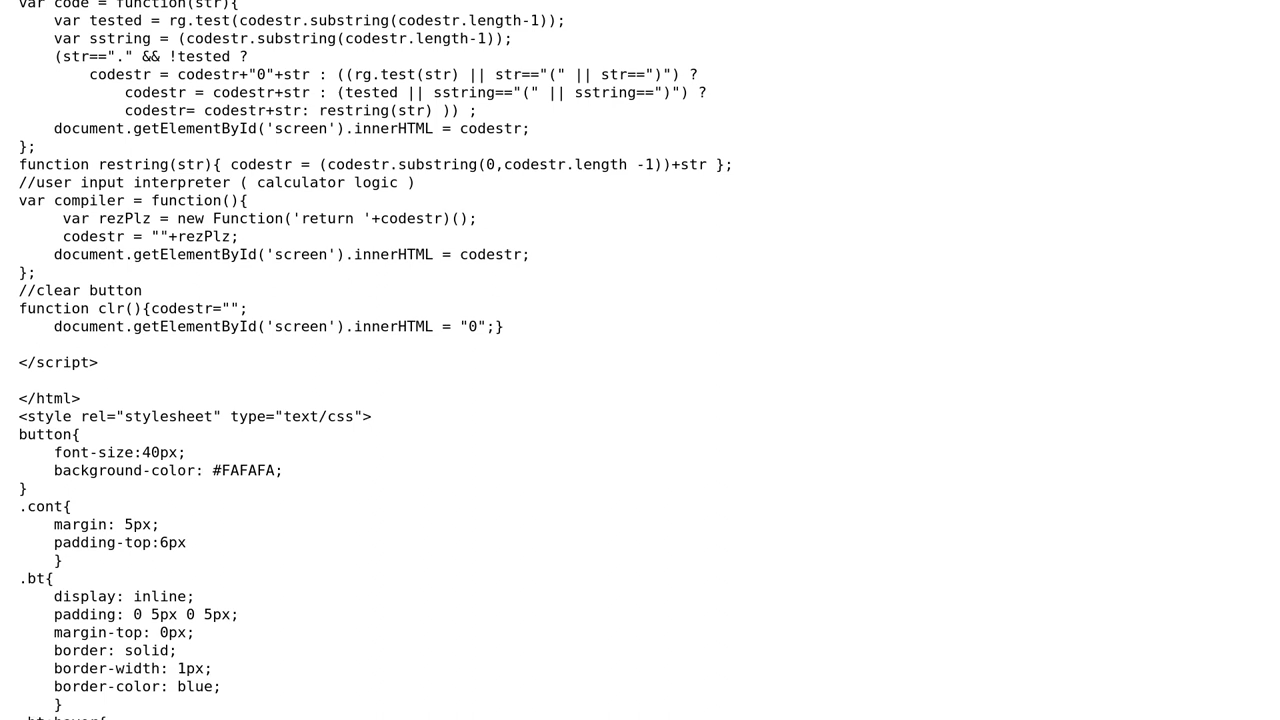 var code = function(str){
    var tested = rg.test(codestr.substring(codestr.length-1));
    var sstring = (codestr.substring(codestr.length-1));
    (str=="." && !tested ?
        codestr = codestr+"0"+str : ((rg.test(str) || str=="(" || str==")") ?
            codestr = codestr+str : (tested || sstring=="(" || sstring==")") ?
            codestr= codestr+str: restring(str) )) ;
    document.getElementById('screen').innerHTML = codestr;
};
function restring(str){ codestr = (codestr.substring(0,codestr.length -1))+str };
//user input interpreter ( calculator logic )
var compiler = function(){
     var rezPlz = new Function('return '+codestr)();
     codestr = ""+rezPlz;
    document.getElementById('screen').innerHTML = codestr;
};
//clear button
function clr(){codestr="";
    document.getElementById('screen').innerHTML = "0";}

</script>

</html>
<style rel="stylesheet" type="text/css">
button{
    font-size:40px;
    background-color: #FAFAFA;
}
.cont{
    margin: 5px;
    padding-top:6px
    }
.bt{
    display: inline;
    padding: 0 5px 0 5px;
    margin-top: 0px;
    border: solid;
    border-width: 1px;
    border-color: blue;
    }
.bt:hover{